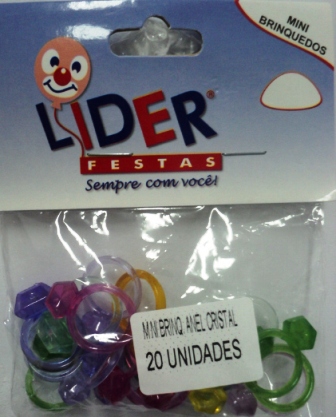 MINI
BRINQUEDOS
LIDER®
FESTAS
Sempre com você!
MINI BRINQ. ANEL CRISTAL
20 UNIDADES